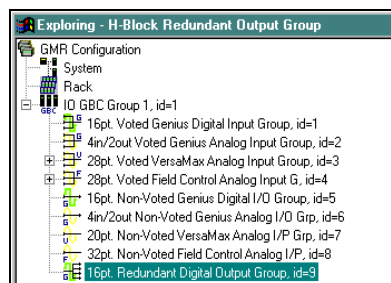 Exploring - H-Block Redundant Output Group
GMR Configuration
System
Rack
IO GBC Group 1, id=1
16pt. Voted Genius Digital Input Group, id=1
4in/2out Voted Genius Analog Input Group, id=2
28pt. Voted VersaMax Analog Input Group, id=3
28pt. Voted Field Control Analog Input G, id=4
16pt. Non-Voted Genius Digital I/O Group, id=5
4in/2out Non-Voted Genius Analog I/O Grp, id=6
20pt. Non-Voted VersaMax Analog I/P Grp, id=7
32pt. Non-Voted Field Control Analog I/P, id=8
16pt. Redundant Digital Output Group, id=9